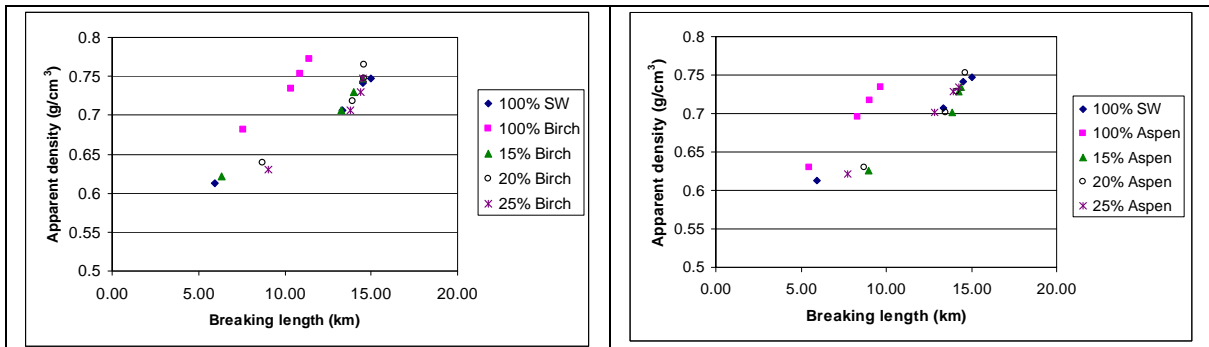 0.8
0.75
0.7
0.65
0.6
0.55
0.5
Apparent density (g/cm³)
0.00 5.00 10.00 15.00 20.00
Breaking length (km)
100% SW
100% Birch
15% Birch
20% Birch
25% Birch
0.8
0.75
0.7
0.65
0.6
0.55
0.5
Apparent density (g/cm³)
0.00 5.00 10.00 15.00 20.00
Breaking length (km)
100% SW
100% Aspen
15% Aspen
20% Aspen
25% Aspen